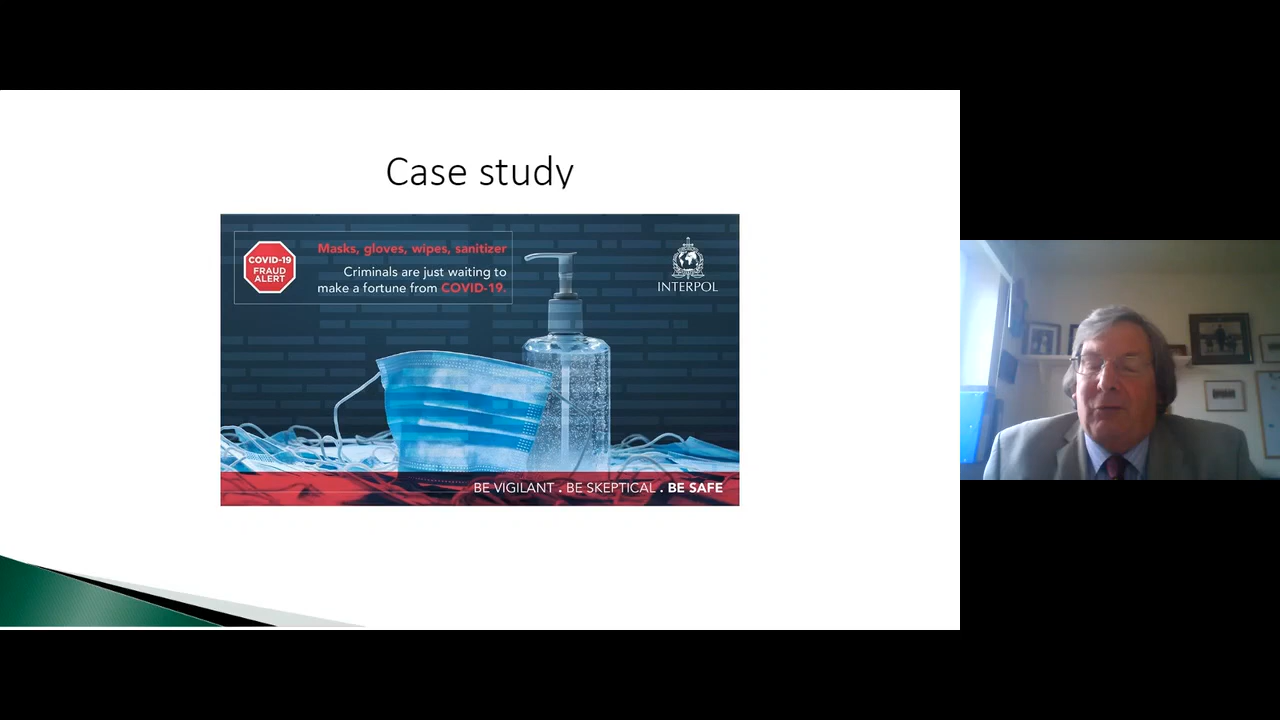 Case study
COVID-19
FRAUD
ALERT
Masks, gloves, wipes, sanitizer
Criminals are just waiting to
make a fortune from COVID-19.
INTERPOL
BE VIGILANT . BE SKEPTICAL . BE SAFE